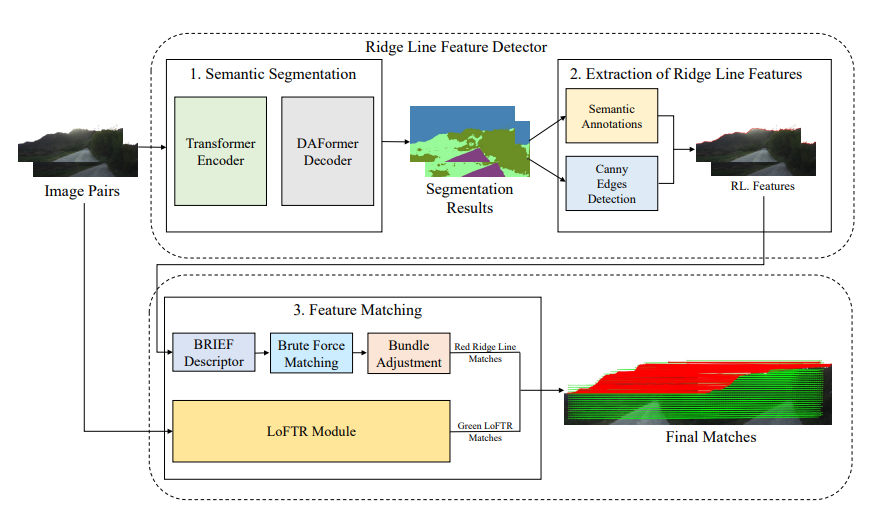 Ridge Line Feature Detector
1. Semantic Segmentation
2. Extraction of Ridge Line Features
Transformer
Encoder
DAFormer
Decoder
Semantic
Annotations
Canny
Edges
Detection
Image Pairs
Segmentation
Results
RL. Features
3. Feature Matching
BRIEF
Descriptor
Brute Force
Matching
Bundle
Adjustment
Red Ridge Line
Matches
LoFTR Module
Green LoFTR
Matches
Final Matches